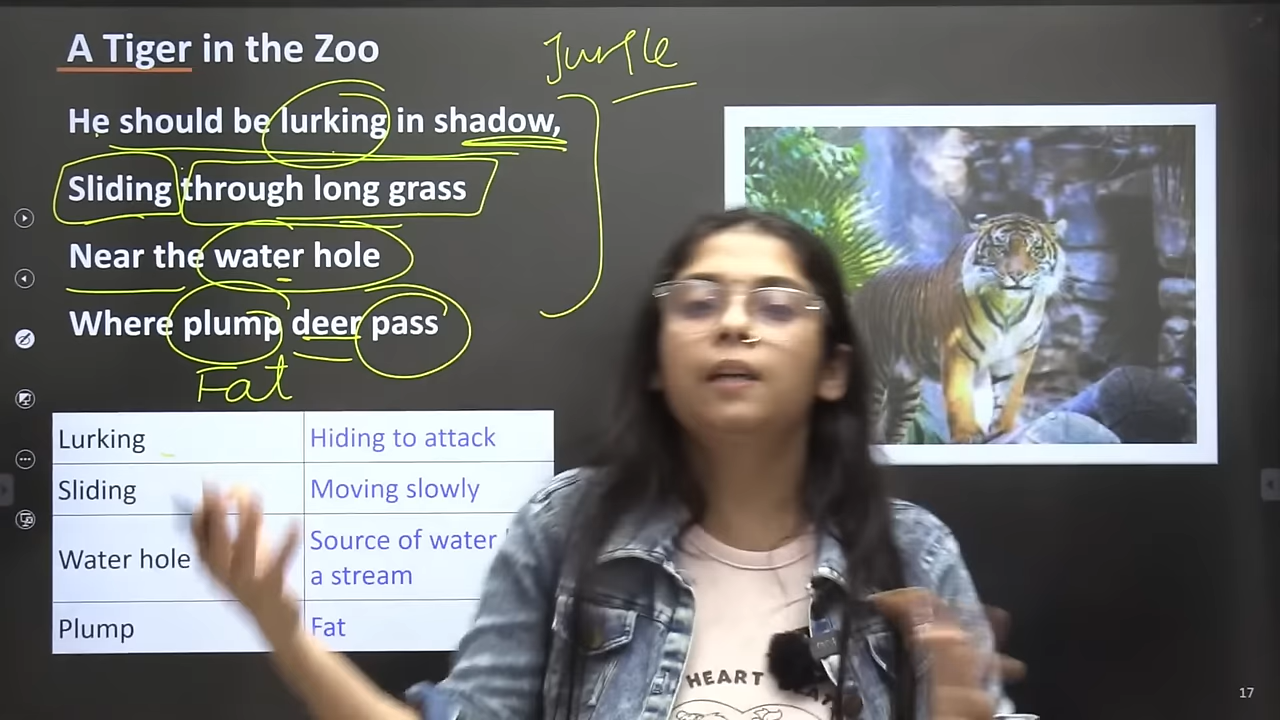 A Tiger in the Zoo
Jungle
He should be lurking in shadow,
Sliding through long grass
Near the water hole
Where plump deer pass
Fat
Lurking Hiding to attack
Sliding Moving slowly
Water hole Source of water
a stream
Plump Fat
HEART
17